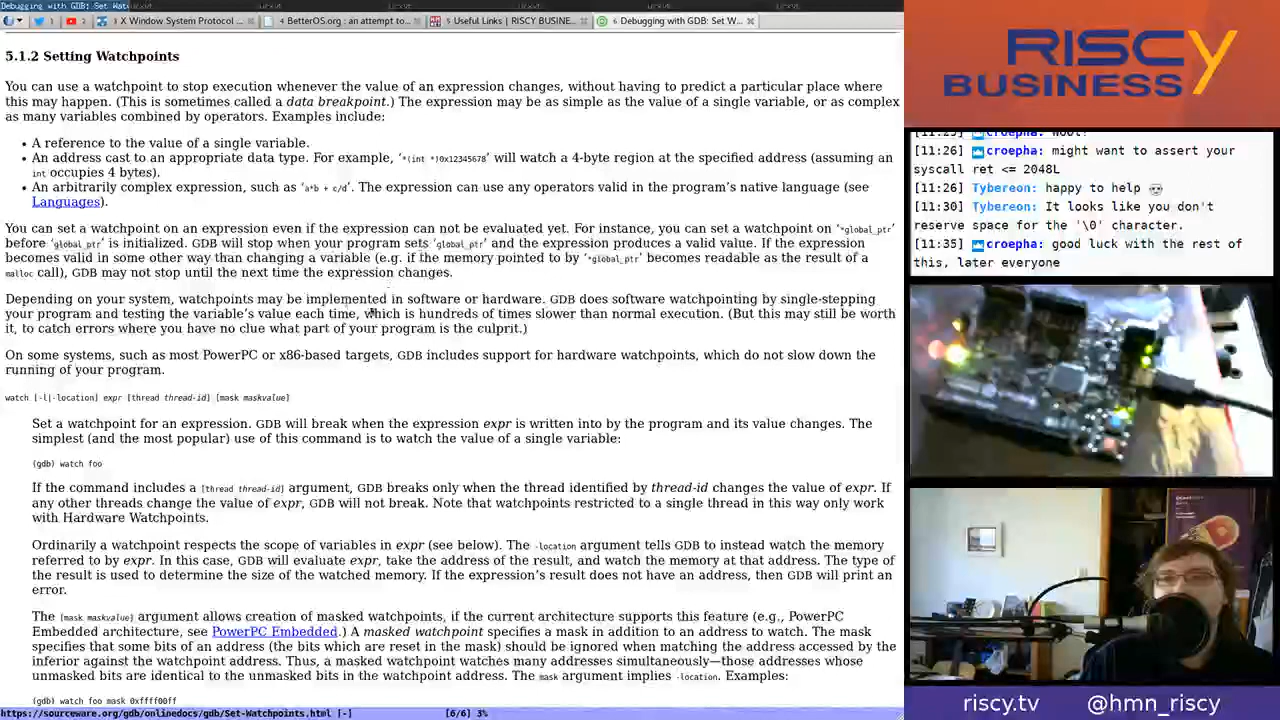 Debugging with GDB: Set Wat
X Window System Protocol ...
4 BetterOS.org : an attempt to...
5 Useful Links | RISCY BUSINE...
6 Debugging with GDB: Set W...
5.1.2 Setting Watchpoints
You can use a watchpoint to stop execution whenever the value of an expression changes, without having to predict a particular place where
this may happen. (This is sometimes called a data breakpoint.) The expression may be as simple as the value of a single variable, or as complex
as many variables combined by operators. Examples include:
• A reference to the value of a single variable.
• An address cast to an appropriate data type. For example, ‘*(int *)0x12345678’ will watch a 4-byte region at the specified address (assuming an
int occupies 4 bytes).
• An arbitrarily complex expression, such as ‘a*b + c/d’. The expression can use any operators valid in the program’s native language (see
Languages).
You can set a watchpoint on an expression even if the expression can not be evaluated yet. For instance, you can set a watchpoint on ‘*global_ptr’
before ‘global_ptr’ is initialized. GDB will stop when your program sets ‘global_ptr’ and the expression produces a valid value. If the expression
becomes valid in some other way than changing a variable (e.g. if the memory pointed to by ‘*global_ptr’ becomes readable as the result of a
malloc call), GDB may not stop until the next time the expression changes.
Depending on your system, watchpoints may be implemented in software or hardware. GDB does software watchpointing by single-stepping
your program and testing the variable’s value each time, which is hundreds of times slower than normal execution. (But this may still be worth
it, to catch errors where you have no clue what part of your program is the culprit.)
On some systems, such as most PowerPC or x86-based targets, GDB includes support for hardware watchpoints, which do not slow down the
running of your program.
watch [-l|-location] expr [thread thread-id] [mask maskvalue]
Set a watchpoint for an expression. GDB will break when the expression expr is written into by the program and its value changes. The
simplest (and the most popular) use of this command is to watch the value of a single variable:
(gdb) watch foo
If the command includes a [thread thread-id] argument, GDB breaks only when the thread identified by thread-id changes the value of expr. If
any other threads change the value of expr, GDB will not break. Note that watchpoints restricted to a single thread in this way only work
with Hardware Watchpoints.
Ordinarily a watchpoint respects the scope of variables in expr (see below). The -location argument tells GDB to instead watch the memory
referred to by expr. In this case, GDB will evaluate expr, take the address of the result, and watch the memory at that address. The type of
the result is used to determine the size of the watched memory. If the expression’s result does not have an address, then GDB will print an
error.
The [mask maskvalue] argument allows creation of masked watchpoints, if the current architecture supports this feature (e.g., PowerPC
Embedded architecture, see PowerPC Embedded.) A masked watchpoint specifies a mask in addition to an address to watch. The mask
specifies that some bits of an address (the bits which are reset in the mask) should be ignored when matching the address accessed by the
inferior against the watchpoint address. Thus, a masked watchpoint watches many addresses simultaneously—those addresses whose
unmasked bits are identical to the unmasked bits in the watchpoint address. The mask argument implies -location. Examples:
(gdb) watch foo mask 0xffff00ff
https://sourceware.org/gdb/onlinedocs/gdb/Set-Watchpoints.html [-] [6/6] 3%
RISCY
BUSINESS
croepha:
[11:26] croepha: might want to assert your
syscall ret <= 2048L
[11:26] Tybereon: happy to help
[11:30] Tybereon: It looks like you don't
reserve space for the '\0' character.
[11:35] croepha: good luck with the rest of
this, later everyone
riscy.tv @hmn_riscy